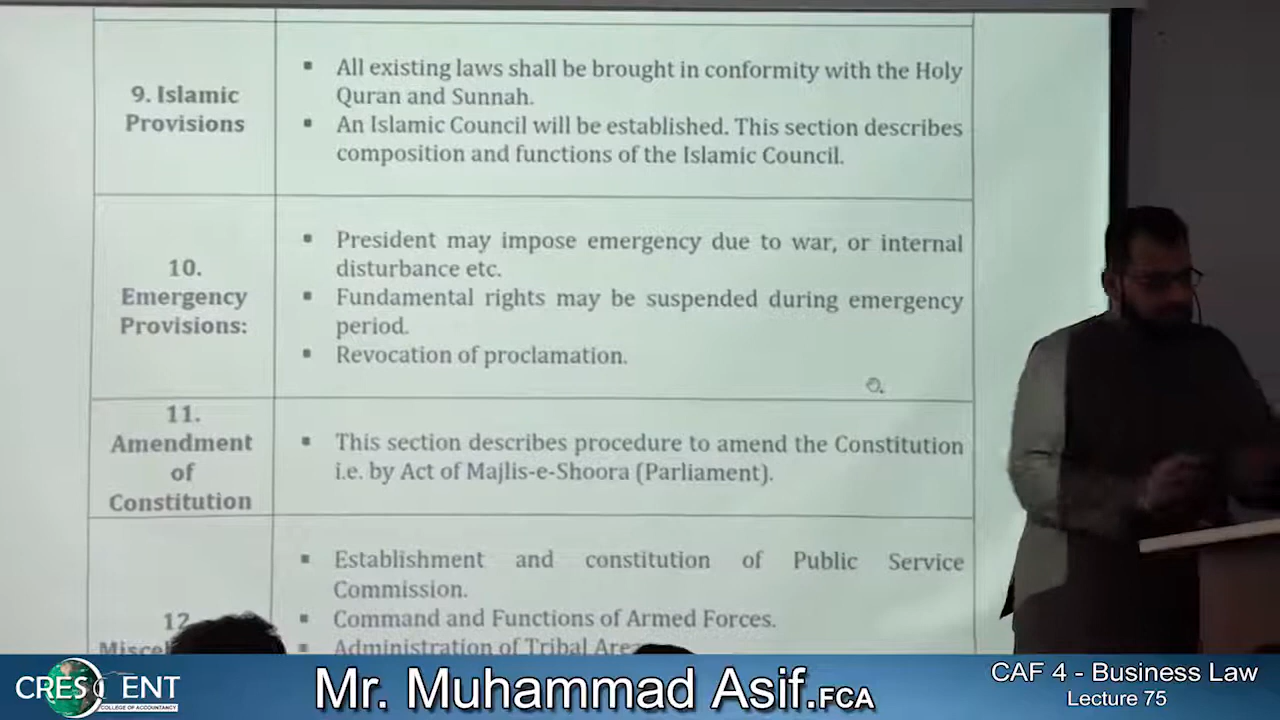 9. Islamic
Provisions
▪ All existing laws shall be brought in conformity with the Holy
Quran and Sunnah.
▪ An Islamic Council will be established. This section describes
composition and functions of the Islamic Council.
10.
Emergency
Provisions:
▪ President may impose emergency due to war, or internal
disturbance etc.
▪ Fundamental rights may be suspended during emergency
period.
▪ Revocation of proclamation.
11.
Amendment
of
Constitution
▪ This section describes procedure to amend the Constitution
i.e. by Act of Majlis-e-Shoora (Parliament).
12
▪ Establishment and constitution of Public Service
Commission.
▪ Command and Functions of Armed Forces.
▪ Administration of Tribal
CRESCENT
COLLEGE OF ACCOUNTANCY
Mr. Muhammad Asif.FCA
CAF 4 - Business Law
Lecture 75